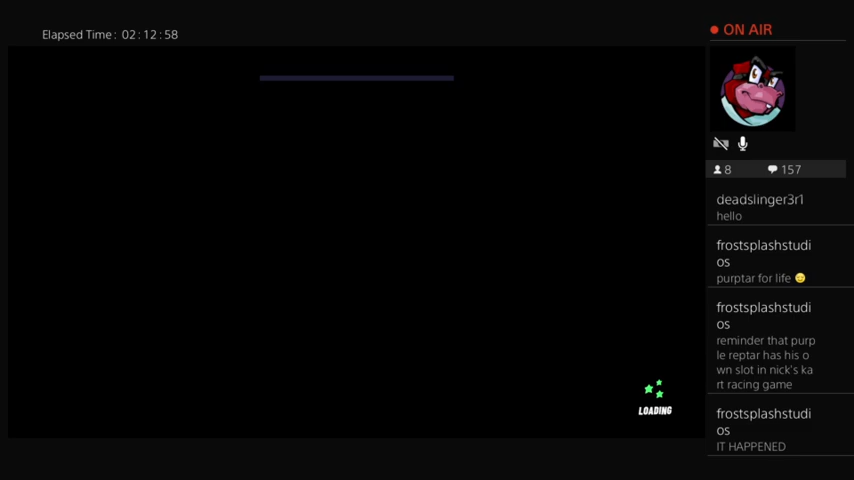 Elapsed Time : 02 : 12 : 58
ON AIR
8 157
deadslinger3r1
hello
frostsplashstudi
os
purptar for life
frostsplashstudi
os
reminder that purp
le reptar has his o
wn slot in nick's ka
rt racing game
frostsplashstudi
os
IT HAPPENED
LOADING